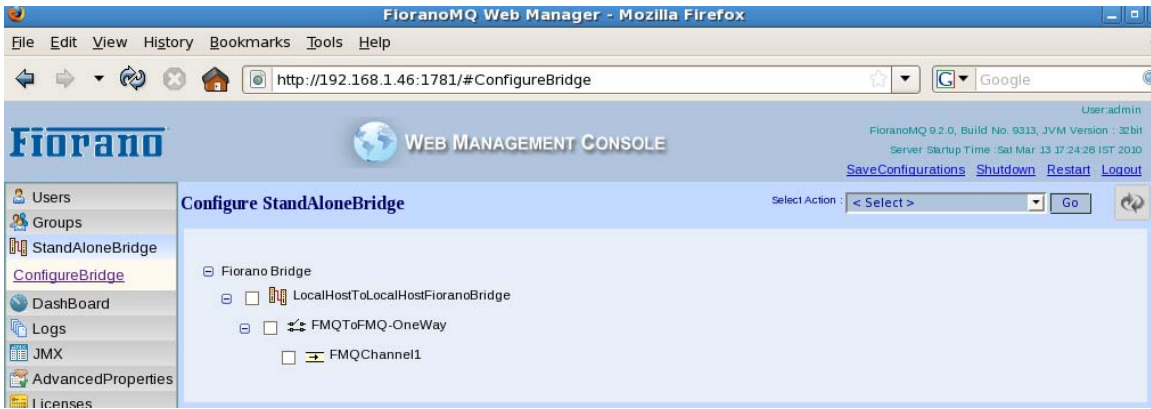 FioranoMQ Web Manager - Mozilla Firefox
File Edit View History Bookmarks Tools Help
http://192.168.1.46:1781/#ConfigureBridge
G Google
User:admin
FioranoMQ 9.2.0, Build No. 9313, JVM Version : 32bit
Server Startup Time :Sat Mar 13 17:24:28 IST 2010
SaveConfigurations Shutdown Restart Logout
Fiorano
WEB MANAGEMENT CONSOLE
Users
Groups
StandAloneBridge
ConfigureBridge
DashBoard
Logs
JMX
AdvancedProperties
Licenses
Configure StandAloneBridge
Select Action : < Select > Go
Fiorano Bridge
LocalHostToLocalHostFioranoBridge
FMQToFMQ-OneWay
FMQChannel1